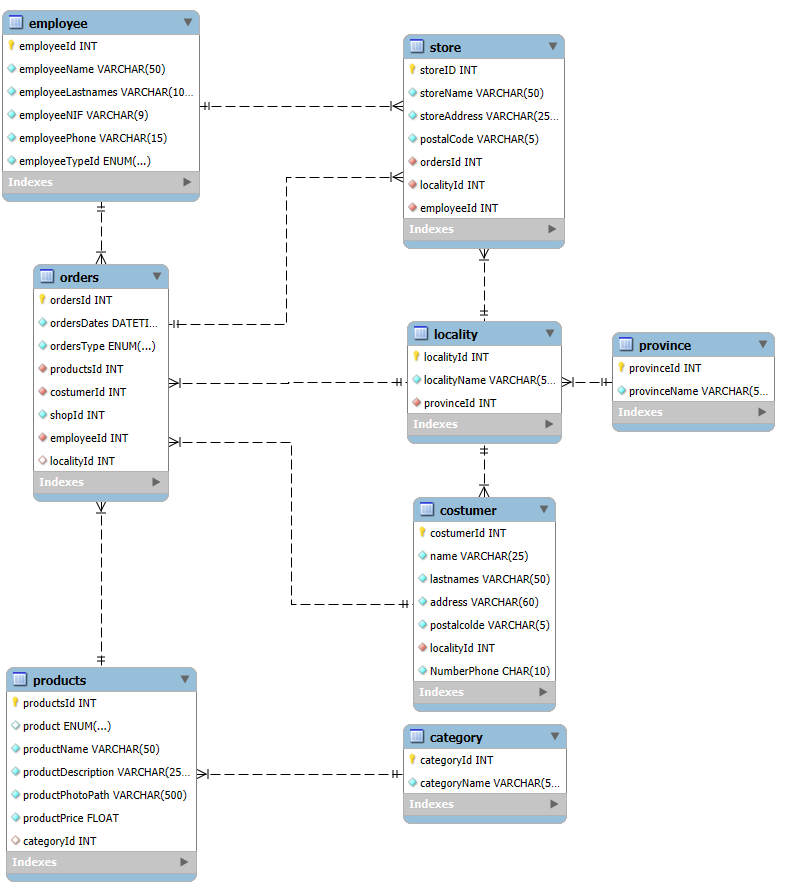 employee
employeeId INT
employeeName VARCHAR(50)
employeeLastnames VARCHAR(10...
employeeNIF VARCHAR(9)
employeePhone VARCHAR(15)
employeeTypeId ENUM(...)
Indexes
store
storeID INT
storeName VARCHAR(50)
storeAddress VARCHAR(25...
postalCode VARCHAR(5)
ordersId INT
localityId INT
employeeId INT
Indexes
orders
ordersId INT
ordersDates DATETI...
ordersType ENUM(...)
productsId INT
costumerId INT
shopId INT
employeeId INT
localityId INT
Indexes
locality
localityId INT
localityName VARCHAR(5...
provinceId INT
Indexes
province
provinceId INT
provinceName VARCHAR(5...
Indexes
costumer
costumerId INT
name VARCHAR(25)
lastnames VARCHAR(50)
address VARCHAR(60)
postalcolde VARCHAR(5)
localityId INT
NumberPhone CHAR(10)
Indexes
products
productsId INT
product ENUM(...)
productName VARCHAR(50)
productDescription VARCHAR(25...
productPhotoPath VARCHAR(500)
productPrice FLOAT
categoryId INT
Indexes
category
categoryId INT
categoryName VARCHAR(5...
Indexes